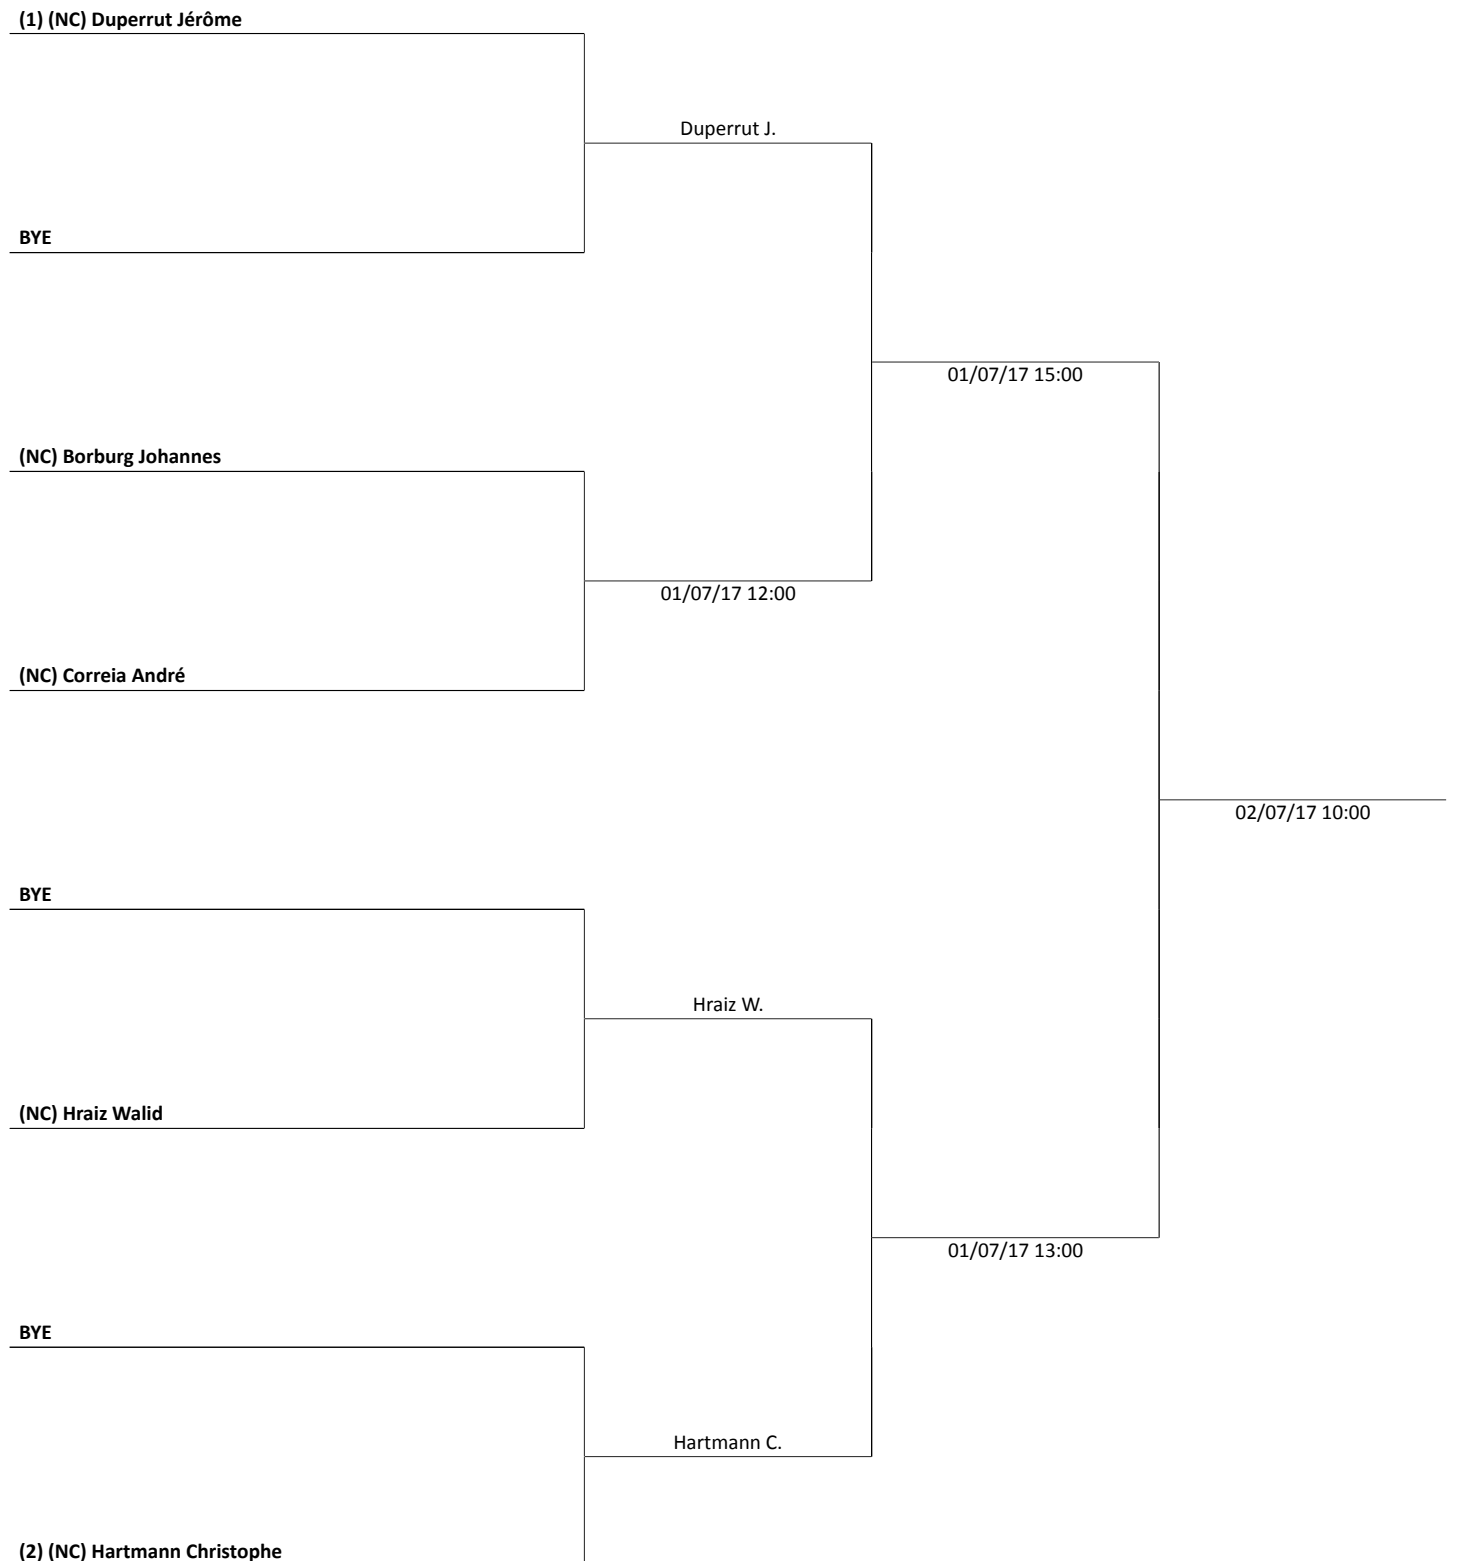 (1) (NC) Duperrut Jérôme
Duperrut J.
BYE
01/07/17 15:00
(NC) Borburg Johannes
01/07/17 12:00
(NC) Correia André
02/07/17 10:00
BYE
Hraiz W.
(NC) Hraiz Walid
01/07/17 13:00
BYE
Hartmann C.
(2) (NC) Hartmann Christophe